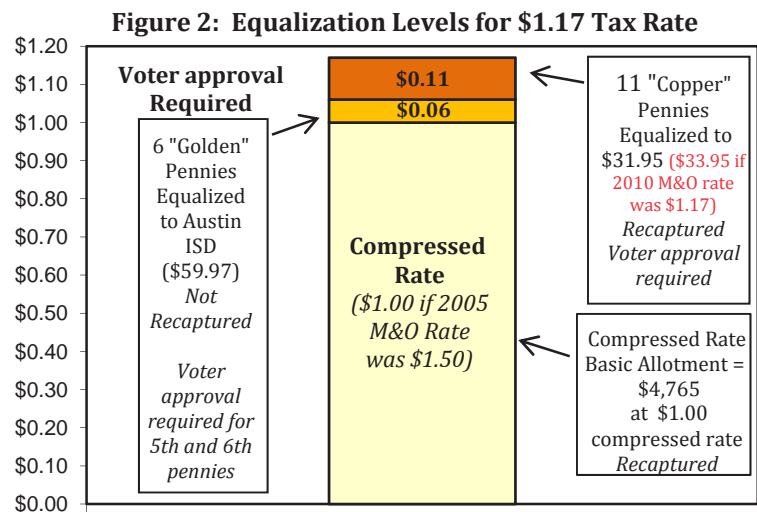 Figure 2: Equalization Levels for $1.17 Tax Rate
$1.20
$1.10
$1.00
$0.90
$0.80
$0.70
$0.60
$0.50
$0.40
$0.30
$0.20
$0.10
$0.00
Voter approval
Required
6 "Golden"
Pennies
Equalized
to Austin
ISD
($59.97)
Not
Recaptured
Voter
approval
required for
5th and 6th
pennies
$0.11
$0.06
Compressed
Rate
($1.00 if 2005
M&O Rate
was $1.50)
11 "Copper"
Pennies
Equalized to
$31.95 ($33.95 if
2010 M&O rate
was $1.17)
Recaptured
Voter approval
required
Compressed Rate
Basic Allotment =
$4,765
at $1.00
compressed rate
Recaptured